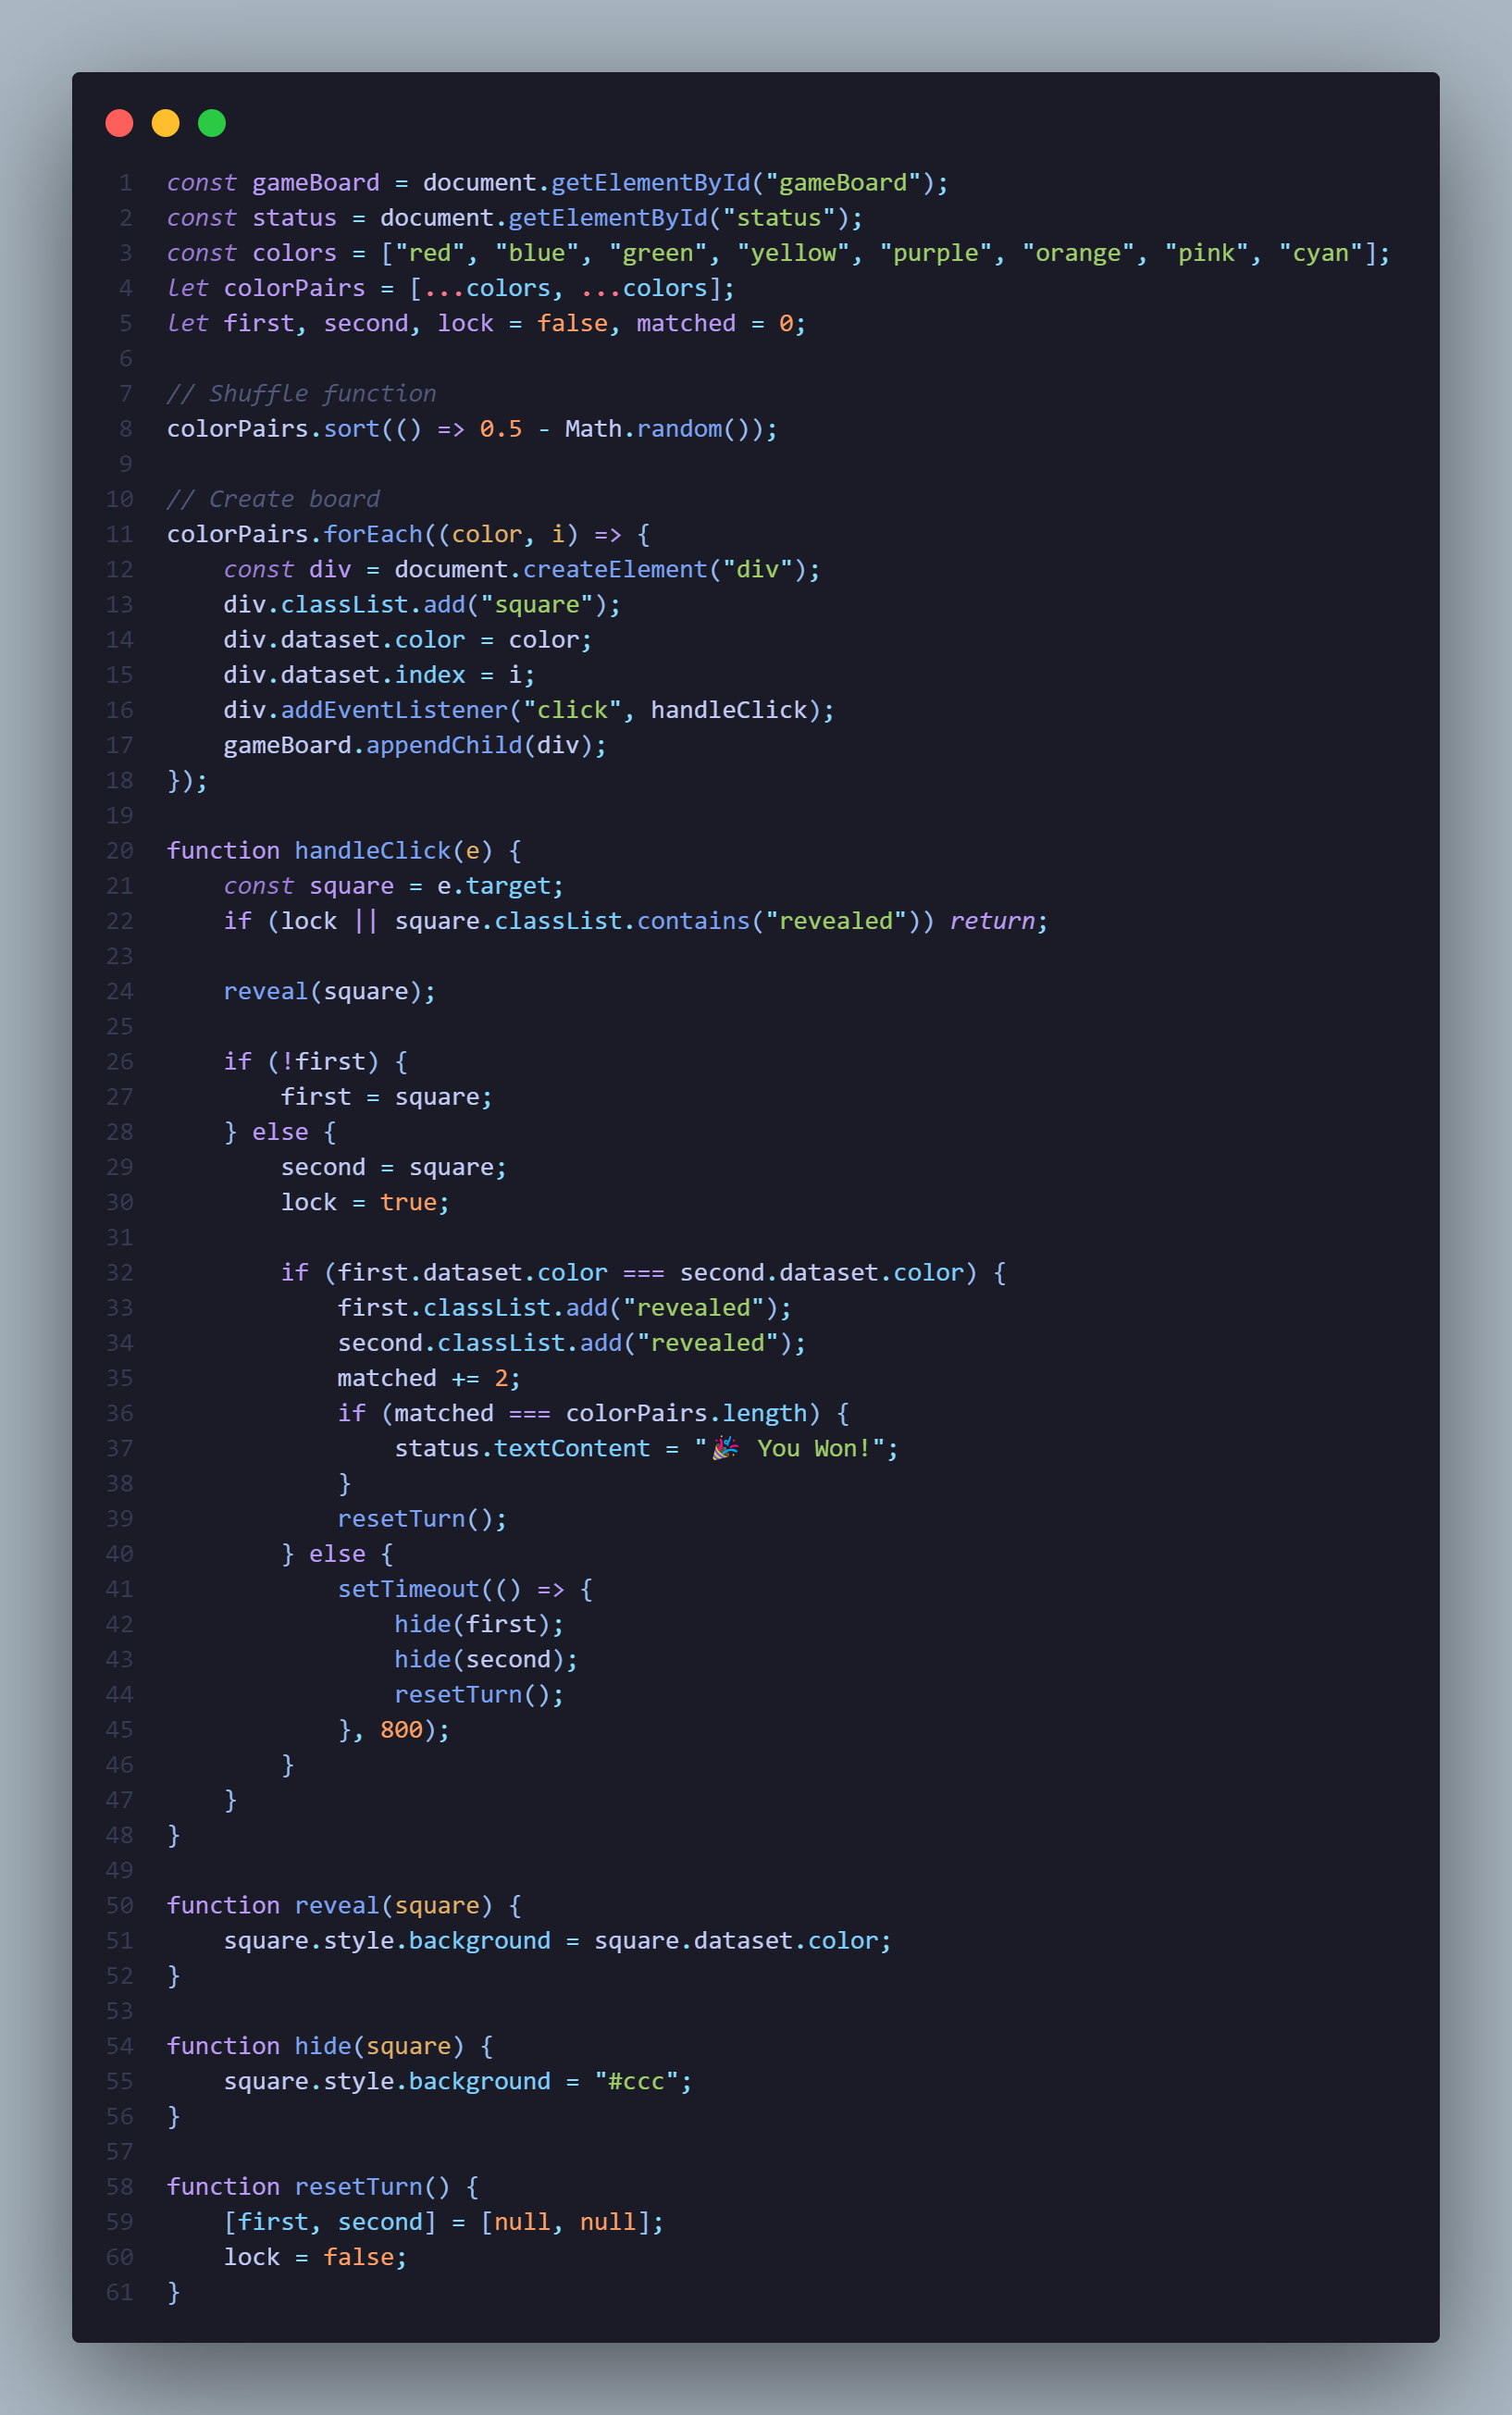 1 const gameBoard = document.getElementById("gameBoard");
2 const status = document.getElementById("status");
3 const colors = ["red", "blue", "green", "yellow", "purple", "orange", "pink", "cyan"];
4 let colorPairs = [...colors, ...colors];
5 let first, second, lock = false, matched = 0;
6
7 // Shuffle function
8 colorPairs.sort(() => 0.5 - Math.random());
9
10 // Create board
11 colorPairs.forEach((color, i) => {
12     const div = document.createElement("div");
13     div.classList.add("square");
14     div.dataset.color = color;
15     div.dataset.index = i;
16     div.addEventListener("click", handleClick);
17     gameBoard.appendChild(div);
18 });
19
20 function handleClick(e) {
21     const square = e.target;
22     if (lock || square.classList.contains("revealed")) return;
23
24     reveal(square);
25
26     if (!first) {
27         first = square;
28     } else {
29         second = square;
30         lock = true;
31
32         if (first.dataset.color === second.dataset.color) {
33             first.classList.add("revealed");
34             second.classList.add("revealed");
35             matched += 2;
36             if (matched === colorPairs.length) {
37                 status.textContent = "🎉 You Won!";
38             }
39             resetTurn();
40         } else {
41             setTimeout(() => {
42                 hide(first);
43                 hide(second);
44                 resetTurn();
45             }, 800);
46         }
47     }
48 }
49
50 function reveal(square) {
51     square.style.background = square.dataset.color;
52 }
53
54 function hide(square) {
55     square.style.background = "#ccc";
56 }
57
58 function resetTurn() {
59     [first, second] = [null, null];
60     lock = false;
61 }